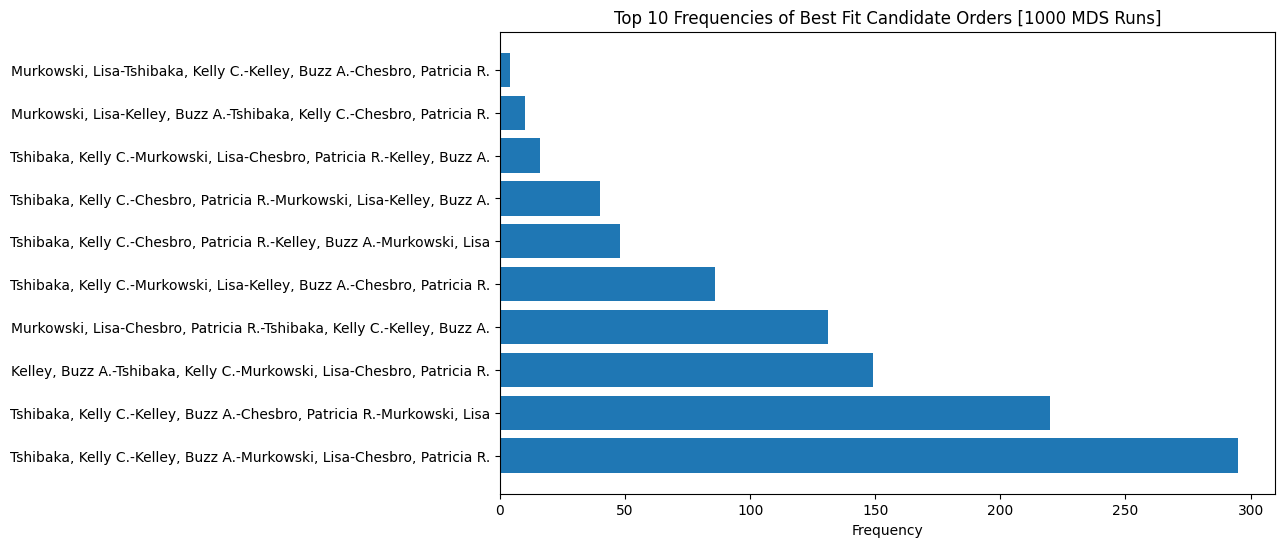 Top 10 Frequencies of Best Fit Candidate Orders [1000 MDS Runs]
Murkowski, Lisa-Tshibaka, Kelly C.-Kelley, Buzz A.-Chesbro, Patricia R.
Murkowski, Lisa-Kelley, Buzz A.-Tshibaka, Kelly C.-Chesbro, Patricia R.
Tshibaka, Kelly C.-Murkowski, Lisa-Chesbro, Patricia R.-Kelley, Buzz A.
Tshibaka, Kelly C.-Chesbro, Patricia R.-Murkowski, Lisa-Kelley, Buzz A.
Tshibaka, Kelly C.-Chesbro, Patricia R.-Kelley, Buzz A.-Murkowski, Lisa
Tshibaka, Kelly C.-Murkowski, Lisa-Kelley, Buzz A.-Chesbro, Patricia R.
Murkowski, Lisa-Chesbro, Patricia R.-Tshibaka, Kelly C.-Kelley, Buzz A.
Kelley, Buzz A.-Tshibaka, Kelly C.-Murkowski, Lisa-Chesbro, Patricia R.
Tshibaka, Kelly C.-Kelley, Buzz A.-Chesbro, Patricia R.-Murkowski, Lisa
Tshibaka, Kelly C.-Kelley, Buzz A.-Murkowski, Lisa-Chesbro, Patricia R.
0 50 100 150 200 250 300
Frequency